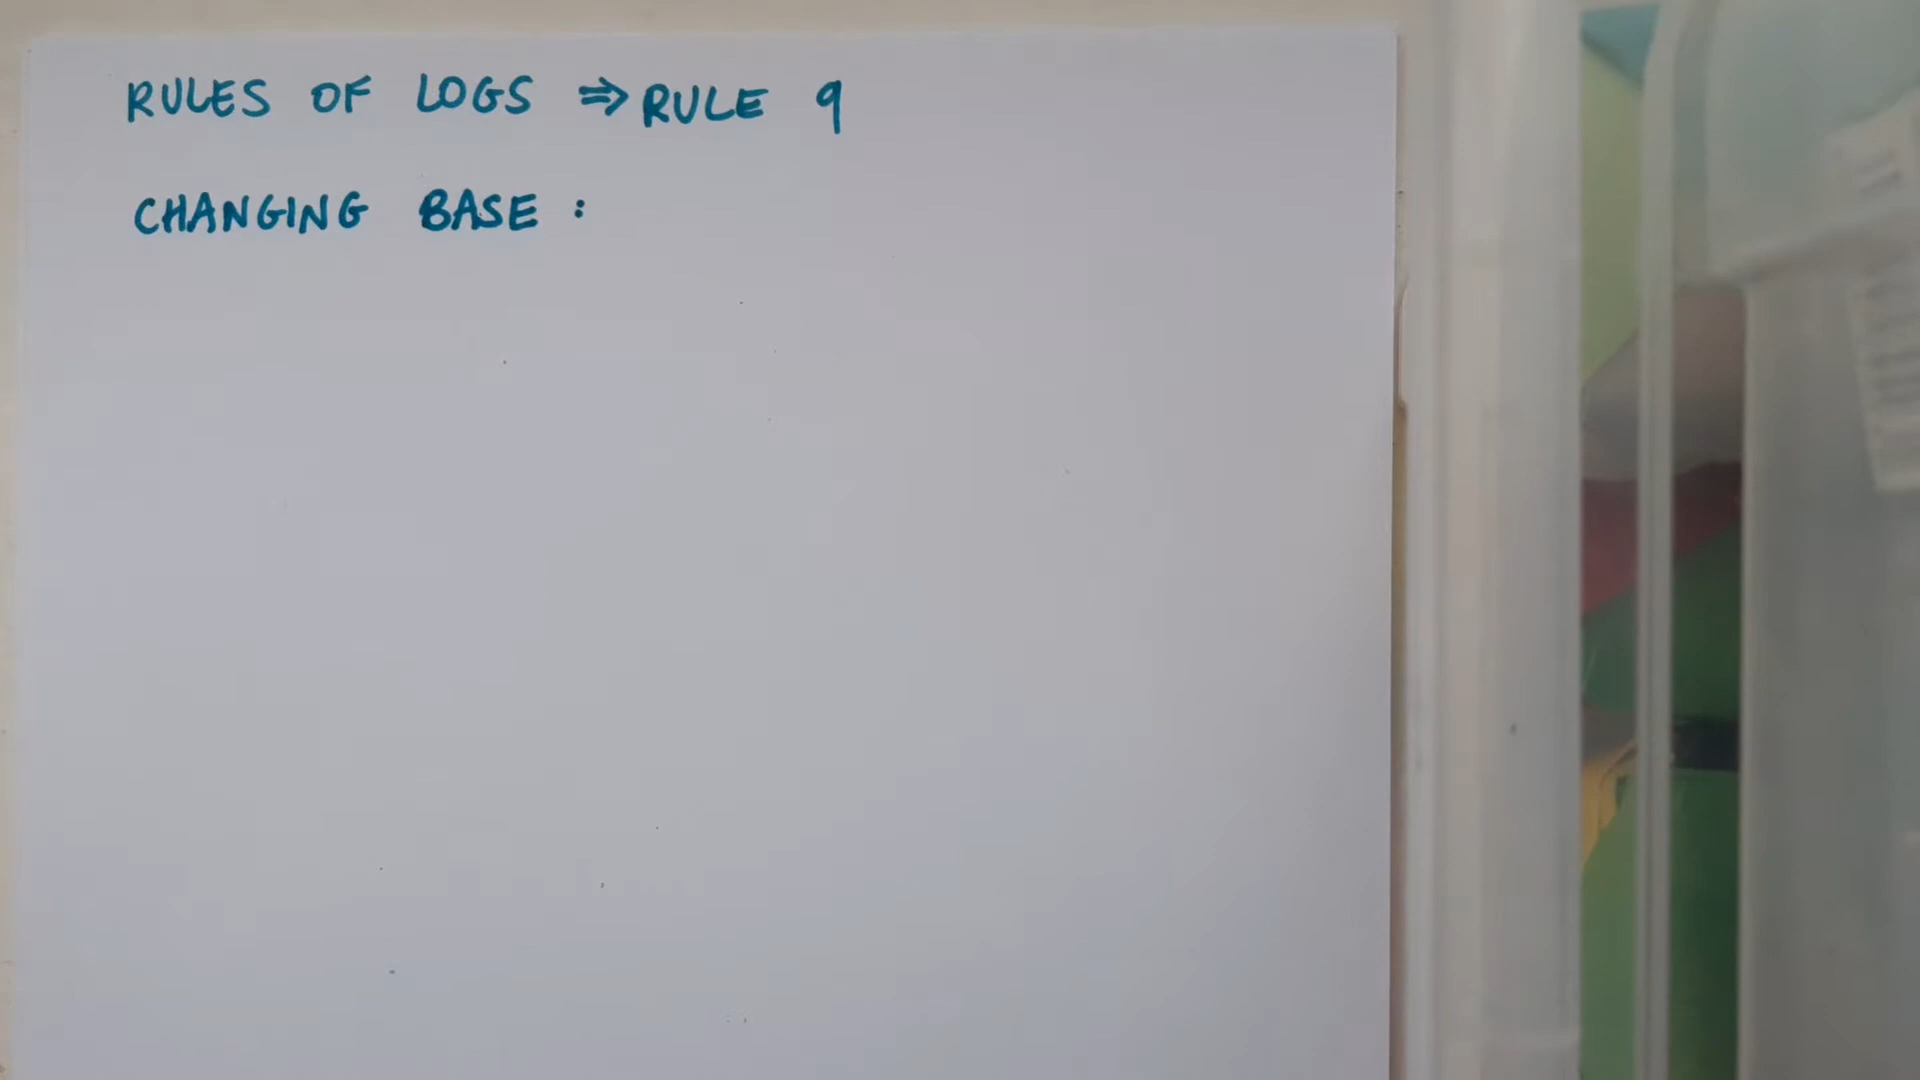 RULES OF LOGS ⇒ RULE 9
CHANGING BASE :